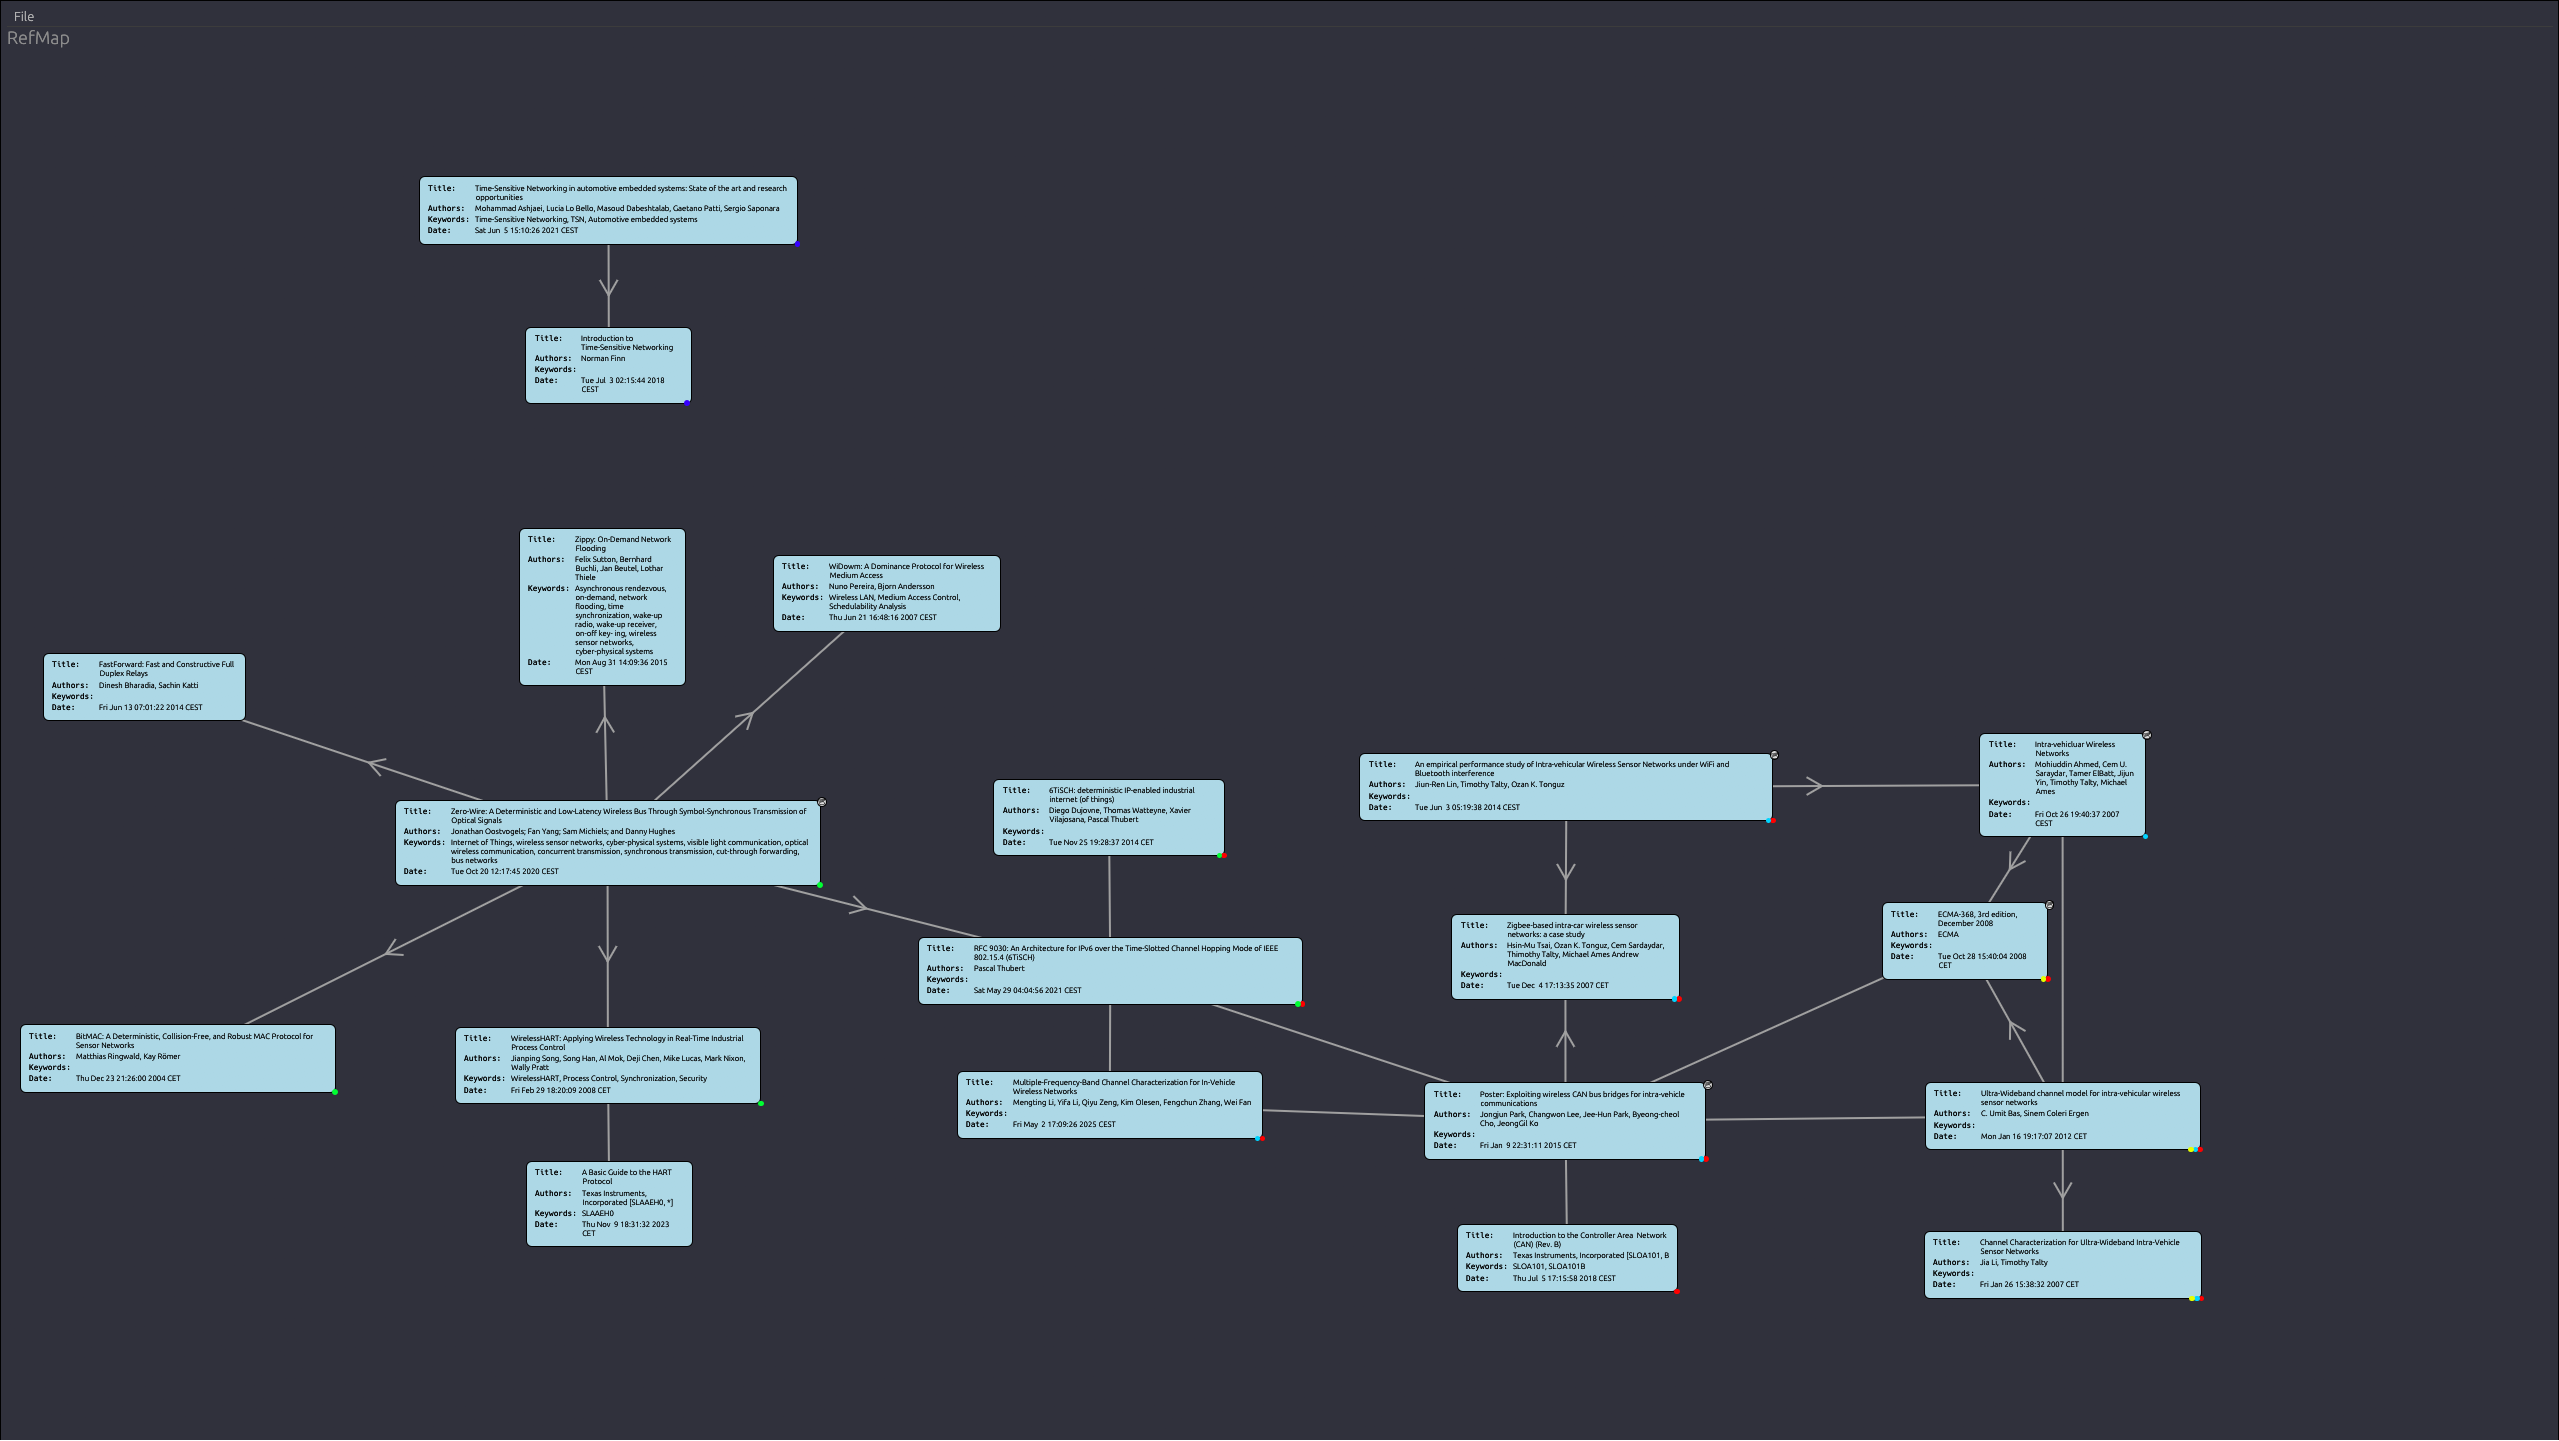 File
RefMap
Title: Time-Sensitive Networking in automotive embedded systems: State of the art and research
opportunities
Authors: Mohammad Ashjaei, Lucia Lo Bello, Masoud Dabeshtalab, Gaetano Patti, Sergio Saponara
Keywords: Time-Sensitive Networking, TSN, Automotive embedded systems
Date: Sat Jun 5 15:10:26 2021 CEST
Title: Introduction to
Time-Sensitive Networking
Authors: Norman Finn
Keywords:
Date: Tue Jul 3 02:15:44 2018
CEST
Title: Zippy: On-Demand Network
Flooding
Authors: Felix Sutton, Bernhard
Buchli, Jan Beutel, Lothar
Thiele
Keywords: Asynchronous rendezvous,
on-demand, network
flooding, time
synchronization, wake-up
radio, wake-up receiver,
on-off key- ing, wireless
sensor networks,
cyber-physical systems
Date: Mon Aug 31 14:09:36 2015
CEST
Title: WiDowm: A Dominance Protocol for Wireless
Medium Access
Authors: Nuno Pereira, Bjorn Andersson
Keywords: Wireless LAN, Medium Access Control,
Schedulability Analysis
Date: Thu Jun 21 16:48:16 2007 CEST
Title: FastForward: Fast and Constructive Full
Duplex Relays
Authors: Dinesh Bharadia, Sachin Katti
Keywords:
Date: Fri Jun 13 07:01:22 2014 CEST
Title: Zero-Wire: A Deterministic and Low-Latency Wireless Bus Through Symbol-Synchronous Transmission of
Optical Signals
Authors: Jonathan Oostvogels; Fan Yang; Sam Michiels; and Danny Hughes
Keywords: Internet of Things, wireless sensor networks, cyber-physical systems, visible light communication, optical
wireless communication, concurrent transmission, synchronous transmission, cut-through forwarding,
bus networks
Date: Tue Oct 20 12:17:45 2020 CEST
Title: 6TiSCH: deterministic IP-enabled industrial
internet (of things)
Authors: Diego Dujovne, Thomas Watteyne, Xavier
Vilajosana, Pascal Thubert
Keywords:
Date: Tue Nov 25 19:28:37 2014 CET
Title: An empirical performance study of Intra-vehicular Wireless Sensor Networks under WiFi and
Bluetooth interference
Authors: Jiun-Ren Lin, Timothy Talty, Ozan K. Tonguz
Keywords:
Date: Tue Jun 3 05:19:38 2014 CEST
Title: Intra-vehicluar Wireless
Networks
Authors: Mohiuddin Ahmed, Cem U.
Saraydar, Tamer ElBatt, Jijun
Yin, Timothy Talty, Michael
Ames
Keywords:
Date: Fri Oct 26 19:40:37 2007
CEST
Title: RFC 9030: An Architecture for IPv6 over the Time-Slotted Channel Hopping Mode of IEEE
802.15.4 (6TiSCH)
Authors: Pascal Thubert
Keywords:
Date: Sat May 29 04:04:56 2021 CEST
Title: Zigbee-based intra-car wireless sensor
networks: a case study
Authors: Hsin-Mu Tsai, Ozan K. Tonguz, Cem Sardaydar,
Thimothy Talty, Michael Ames Andrew
MacDonald
Keywords:
Date: Tue Dec 4 17:13:35 2007 CET
Title: ECMA-368, 3rd edition,
December 2008
Authors: ECMA
Keywords:
Date: Tue Oct 28 15:40:04 2008
CET
Title: BitMAC: A Deterministic, Collision-Free, and Robust MAC Protocol for
Sensor Networks
Authors: Matthias Ringwald, Kay Römer
Keywords:
Date: Thu Dec 23 21:26:00 2004 CET
Title: WirelessHART: Applying Wireless Technology in Real-Time Industrial
Process Control
Authors: Jianping Song, Song Han, Al Mok, Deji Chen, Mike Lucas, Mark Nixon,
Wally Pratt
Keywords: WirelessHART, Process Control, Synchronization, Security
Date: Fri Feb 29 18:20:09 2008 CET
Title: Multiple-Frequency-Band Channel Characterization for In-Vehicle
Wireless Networks
Authors: Mengting Li, Yifa Li, Qiyu Zeng, Kim Olesen, Fengchun Zhang, Wei Fan
Keywords:
Date: Fri May 2 17:09:26 2025 CEST
Title: Poster: Exploiting wireless CAN bus bridges for intra-vehicle
communications
Authors: Jongjun Park, Changwon Lee, Jee-Hun Park, Byeong-cheol
Cho, JeongGil Ko
Keywords:
Date: Fri Jan 9 22:31:11 2015 CET
Title: Ultra-Wideband channel model for intra-vehicular wireless
sensor networks
Authors: C. Umit Bas, Sinem Coleri Ergen
Keywords:
Date: Mon Jan 16 19:17:07 2012 CET
Title: A Basic Guide to the HART
Protocol
Authors: Texas Instruments,
Incorporated [SLAAEH0, *]
Keywords: SLAAEH0
Date: Thu Nov 9 18:31:32 2023
CET
Title: Introduction to the Controller Area Network
(CAN) (Rev. B)
Authors: Texas Instruments, Incorporated [SLOA101, B
Keywords: SLOA101, SLOA101B
Date: Thu Jul 5 17:15:58 2018 CEST
Title: Channel Characterization for Ultra-Wideband Intra-Vehicle
Sensor Networks
Authors: Jia Li, Timothy Talty
Keywords:
Date: Fri Jan 26 15:38:32 2007 CET